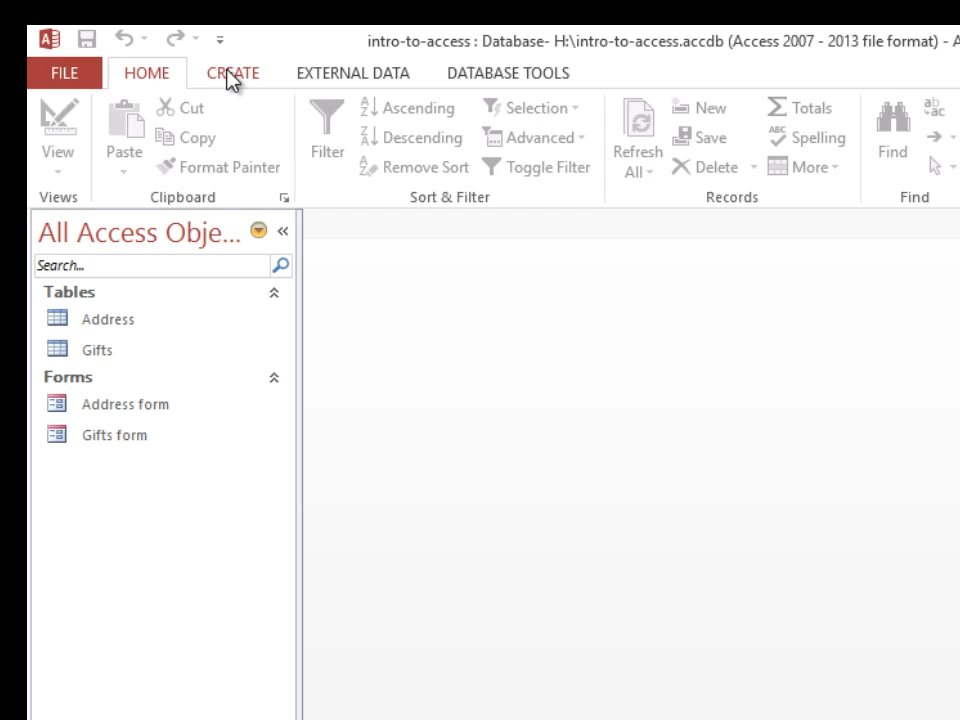 intro-to-access : Database- H:\intro-to-access.accdb (Access 2007 - 2013 file format) - A
FILE HOME CREATE EXTERNAL DATA DATABASE TOOLS
View
Views
Paste
Cut
Copy
Format Painter
Clipboard
Filter
Ascending
Descending
Remove Sort
Selection
Advanced
Toggle Filter
Sort & Filter
Refresh
All
New
Save
Delete
Totals
Spelling
More
Records
Find
Find
All Access Obje...
Search...
Tables
Address
Gifts
Forms
Address form
Gifts form